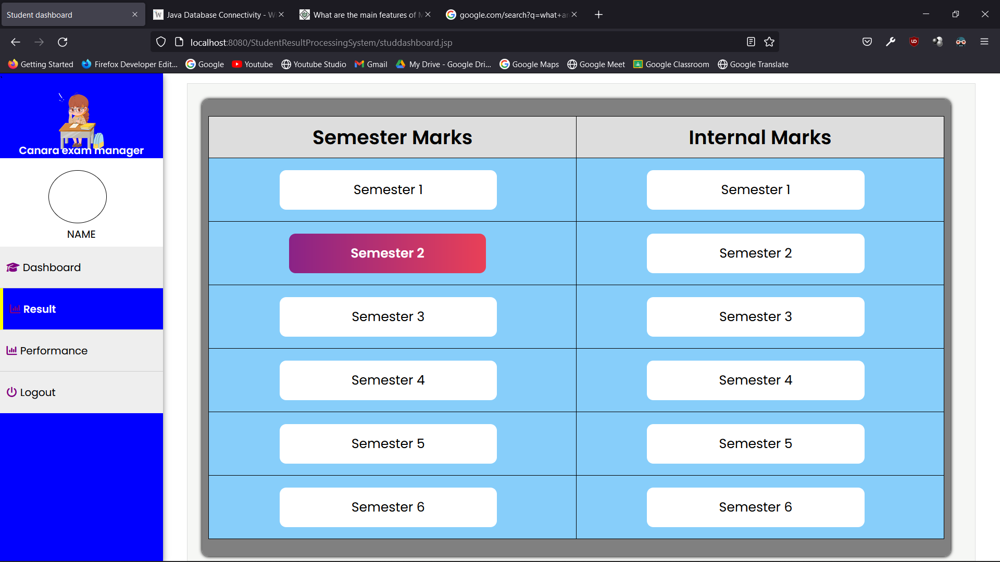 Student dashboard
Java Database Connectivity - W
What are the main features of M
google.com/search?q=what+ar
localhost:8080/StudentResultProcessingSystem/studdashboard.jsp
Getting Started
Firefox Developer Edit...
Google
Youtube
Youtube Studio
Gmail
My Drive - Google Dri...
Google Maps
Google Meet
Google Classroom
Google Translate
Canara exam manager
NAME
Dashboard
Result
Performance
Logout
Semester Marks
Internal Marks
Semester 1
Semester 1
Semester 2
Semester 2
Semester 3
Semester 3
Semester 4
Semester 4
Semester 5
Semester 5
Semester 6
Semester 6